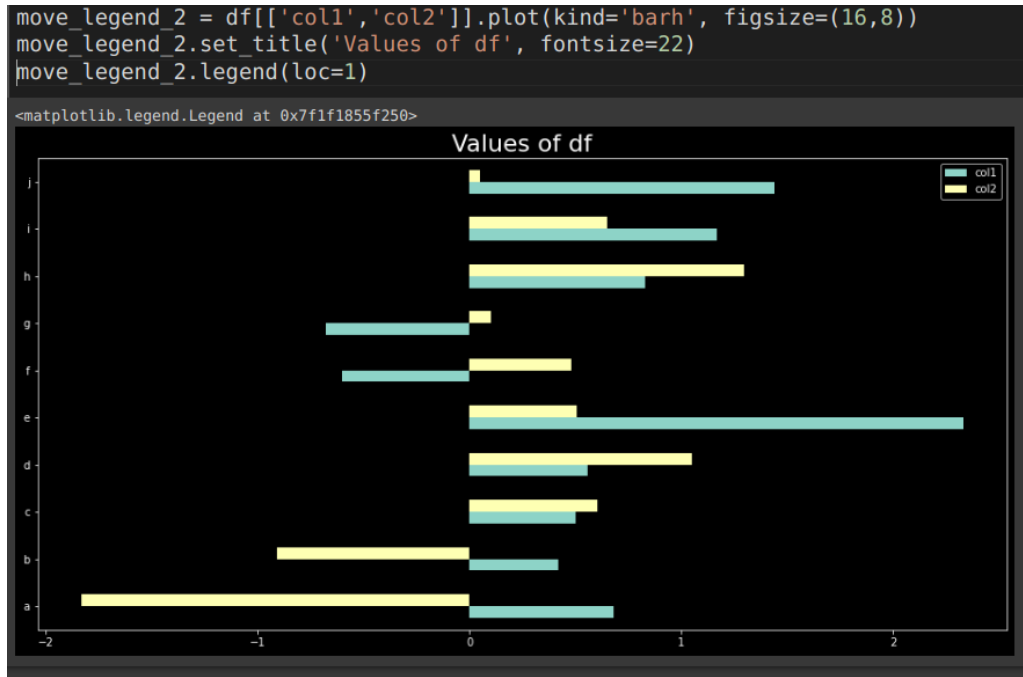 move_legend_2 = df[['col1','col2']].plot(kind='barh', figsize=(16,8))
move_legend_2.set_title('Values of df', fontsize=22)
move_legend_2.legend(loc=1)
<matplotlib.legend.Legend at 0x7f1f1855f250>
Values of df
col1
col2
j
i
h
g
f
e
d
c
b
a
−2 −1 0 1 2